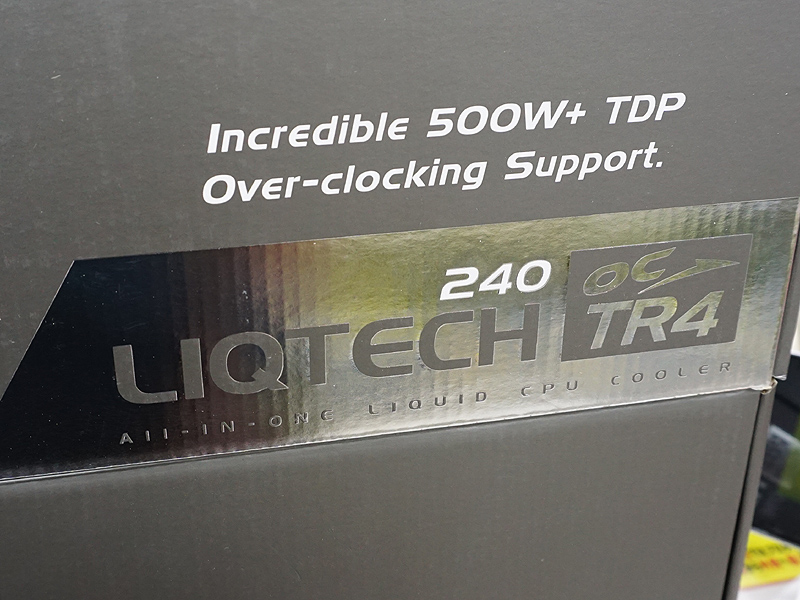 Incredible 500W+ TDP
Over-clocking Support.
240
LIQTECH
OC
TR4
All-IN-ONE LIQUID CPU COOLER